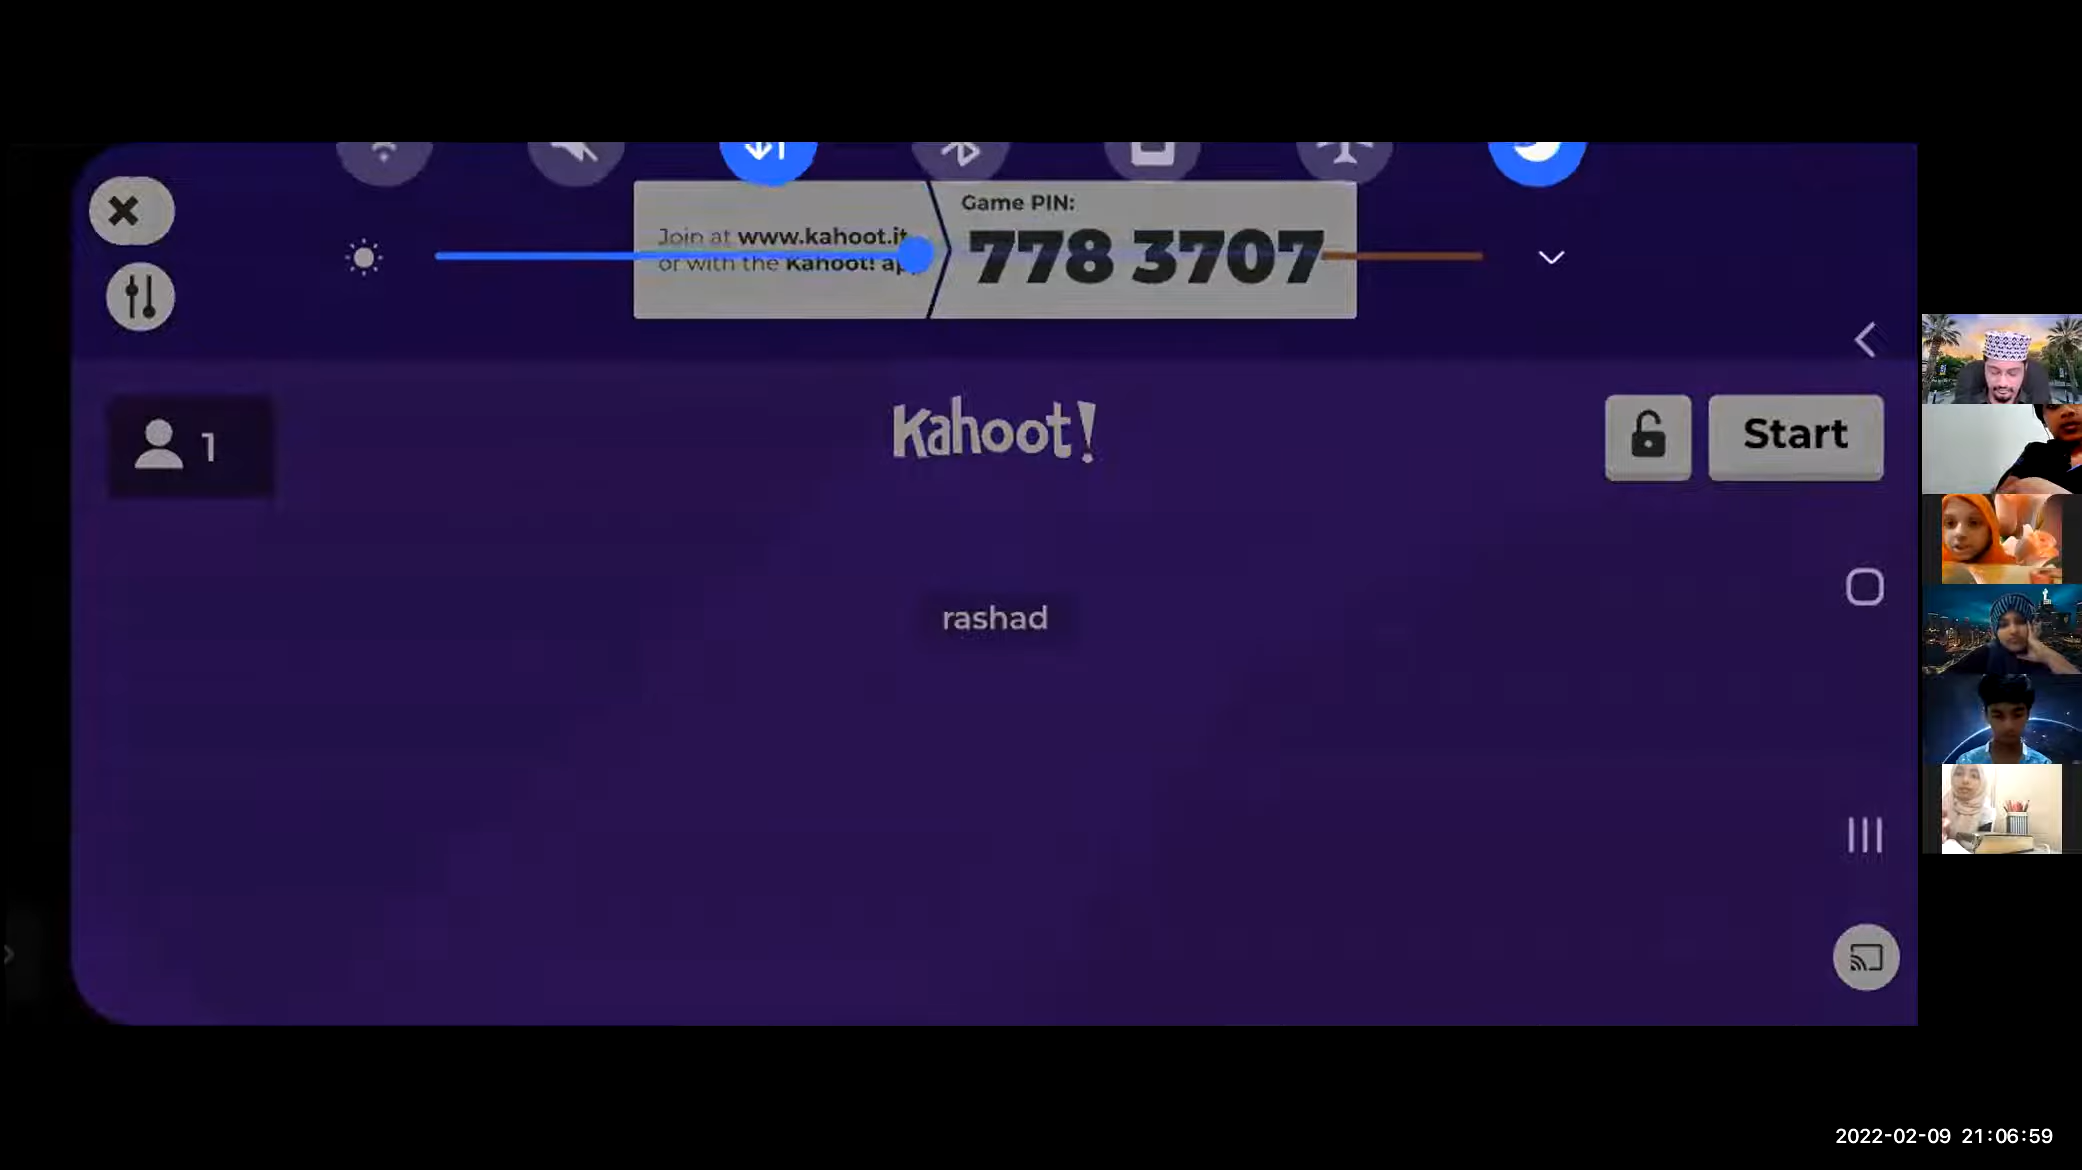 Game PIN:
Join at www.kahoot.it
or with the Kahoot! ap
778 3707
1
Kahoot!
Start
rashad
2022-02-09 21:06:59